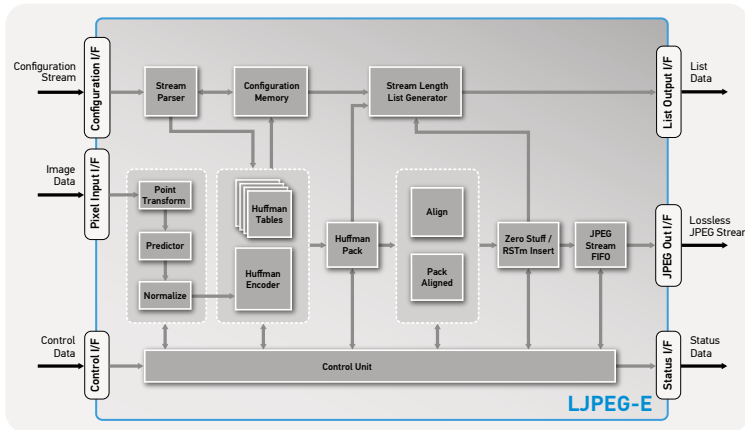 Configuration
Stream
Configuration I/F
Stream
Parser
Configuration
Memory
Stream Length
List Generator
List Output I/F
List
Data
Image
Data
Pixel Input I/F
Point
Transform
Predictor
Normalize
Huffman
Tables
Huffman
Encoder
Huffman
Pack
Align
Pack
Aligned
Zero Stuff /
RSTm Insert
JPEG
Stream
FIFO
JPEG Out I/F
Lossless
JPEG Stream
Control
Data
Control I/F
Control Unit
Status I/F
Status
Data
LJPEG-E